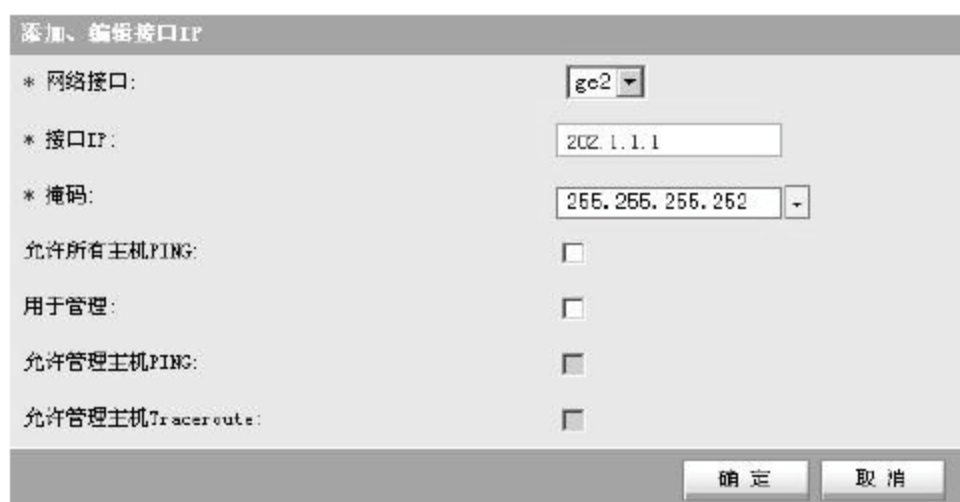 添加、编辑接口IP
* 网络接口:
ge2
* 接口IP:
202.1.1.1
* 掩码:
255.255.255.252
允许所有主机PING:
用于管理:
允许管理主机PING:
允许管理主机Traceroute:
确 定
取 消